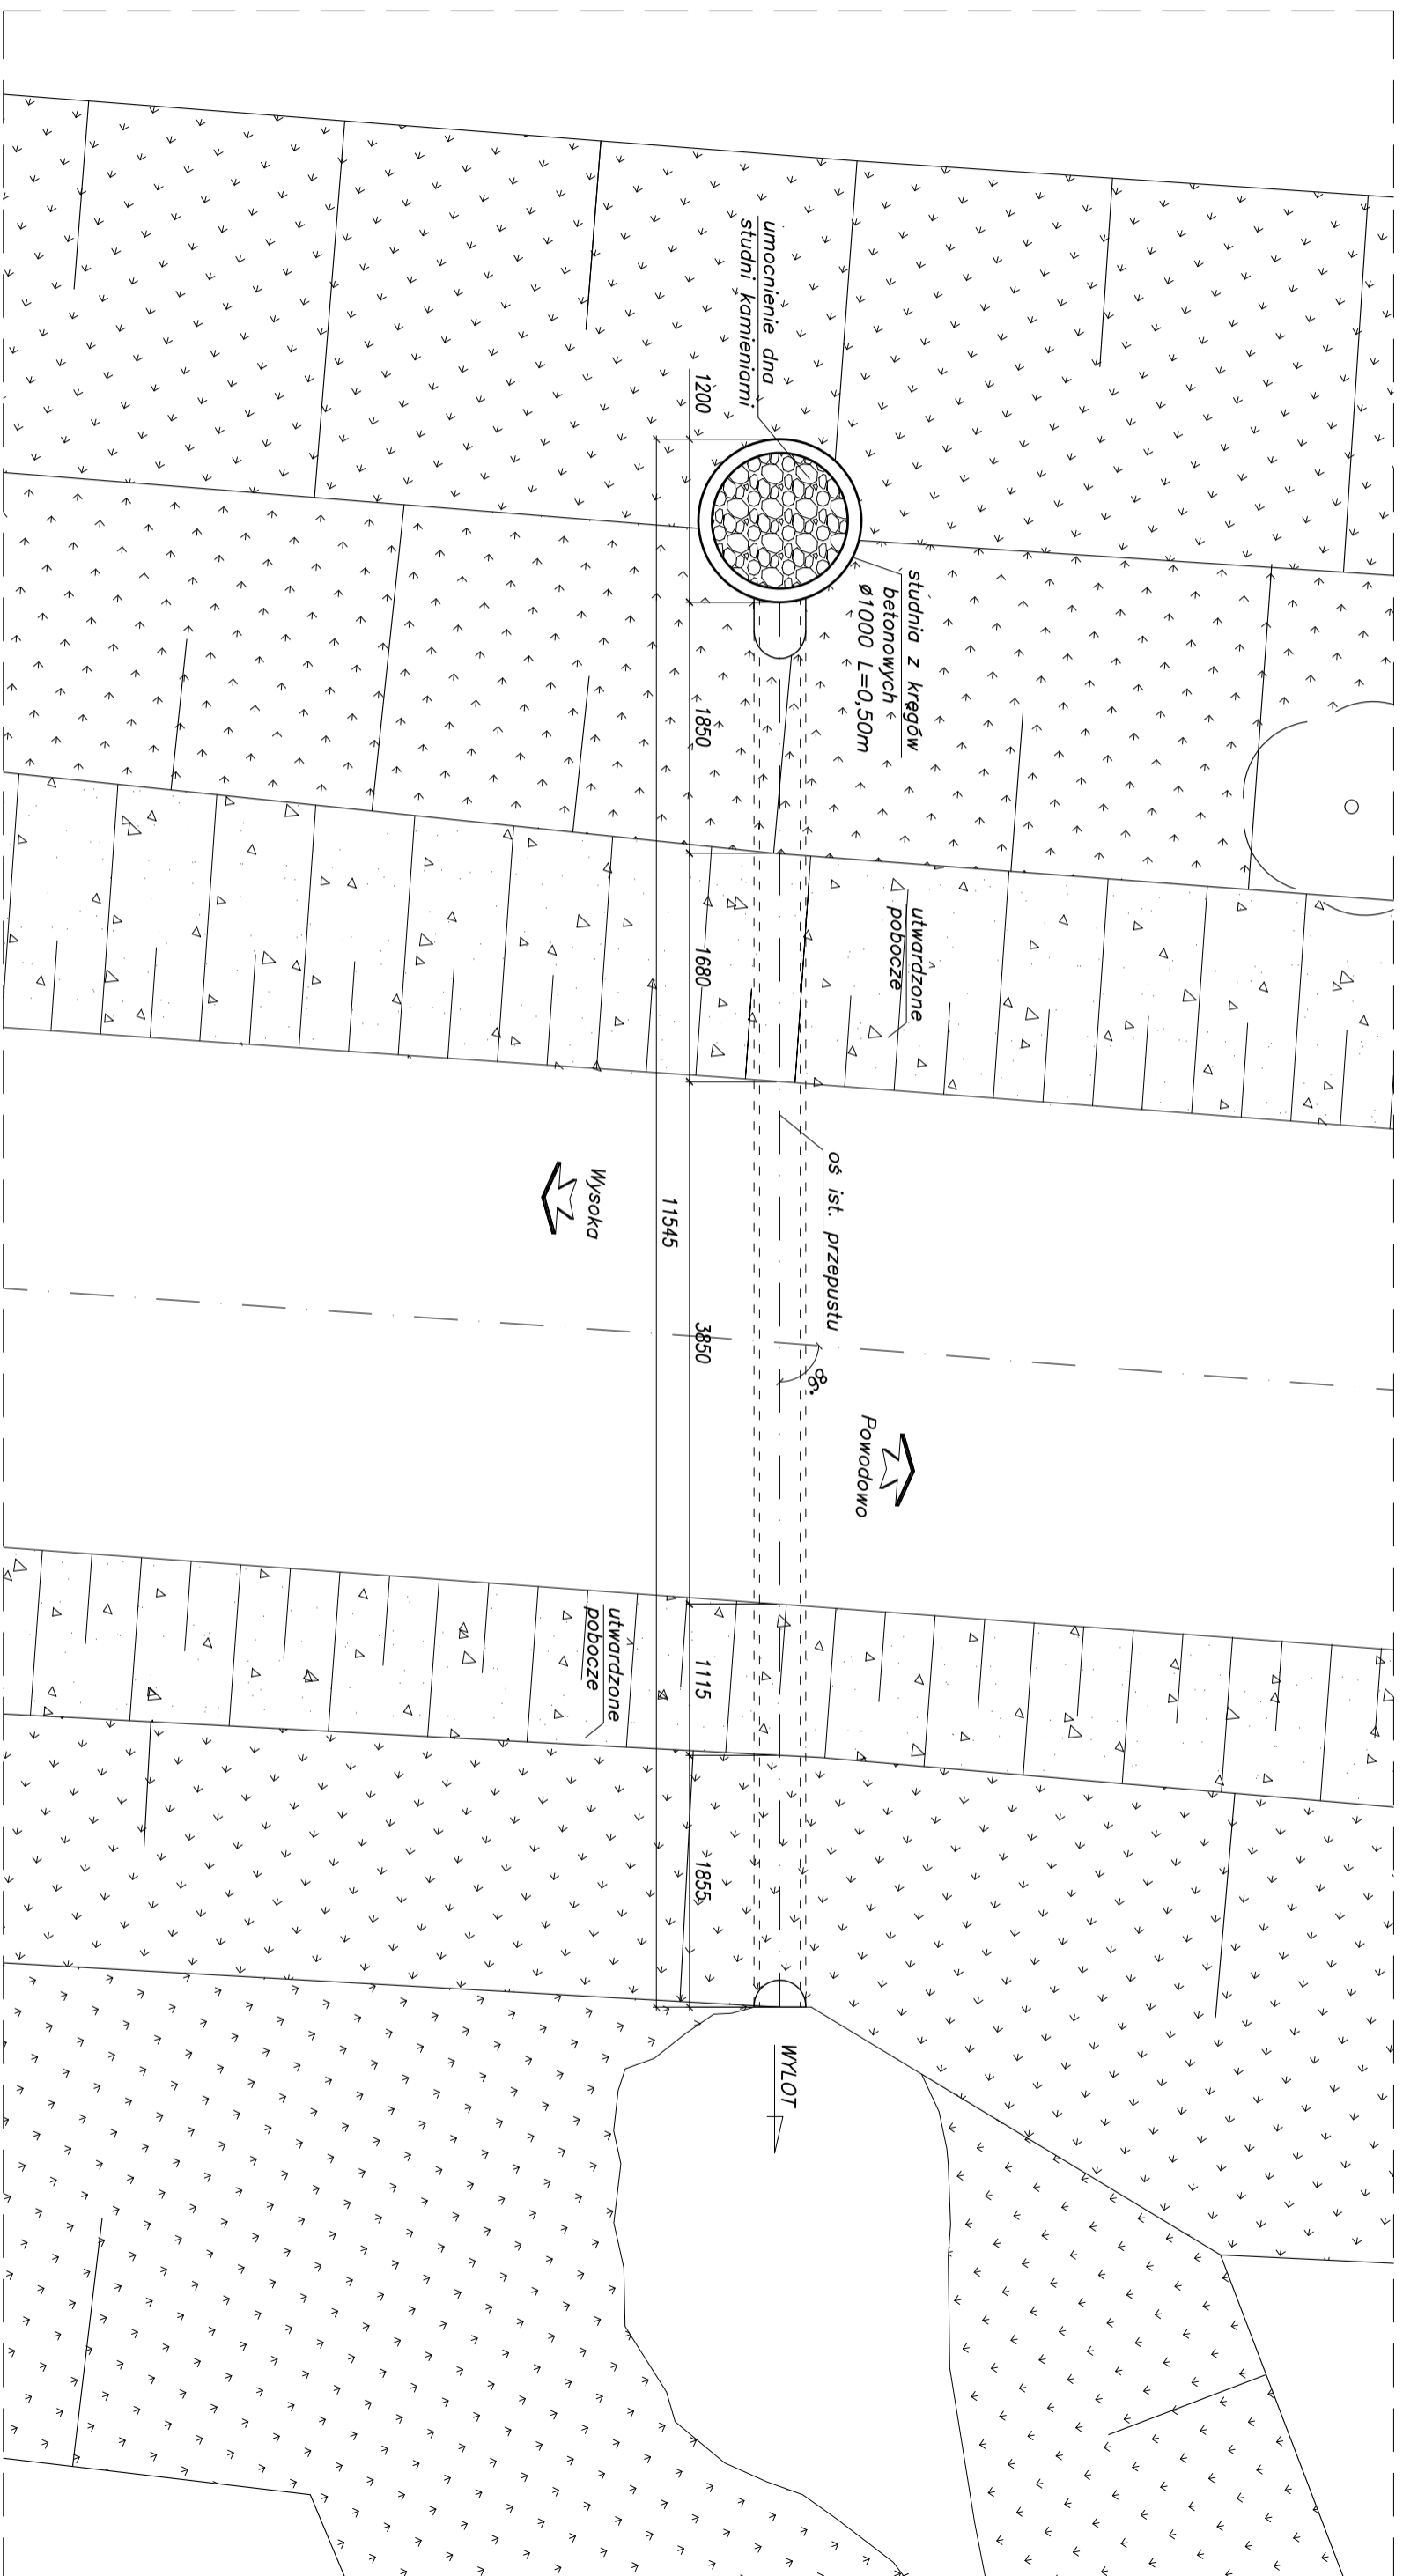 umocnienie dna
studni kamieniami
1200
studnia z kręgów
betonowych
ø1000 L=0,50m
1850
utwardzone
pobocze
1680
oś ist. przepustu
Wysoka
11545
3850
86°
Powodowo
utwardzone
pobocze
1115
1855
WYLOT